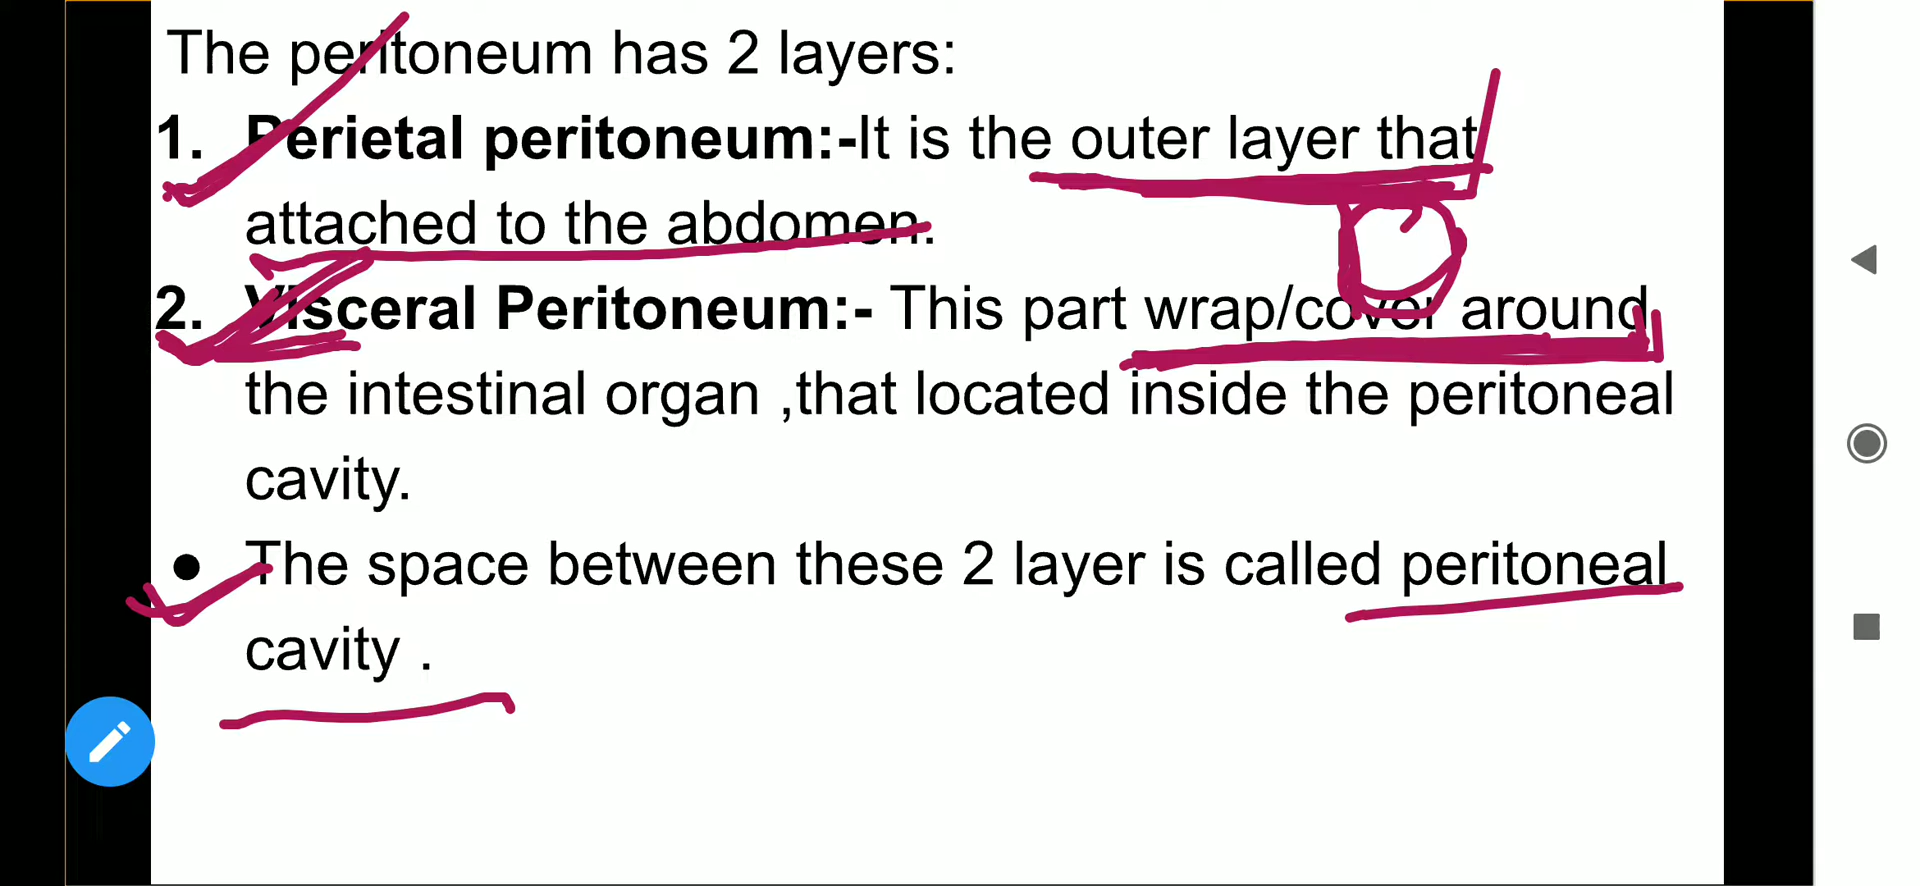 The peritoneum has 2 layers:
1. Perietal peritoneum:-It is the outer layer that
attached to the abdomen.
2. Visceral Peritoneum:- This part wrap/cover around
the intestinal organ ,that located inside the peritoneal
cavity.
● The space between these 2 layer is called peritoneal
cavity .